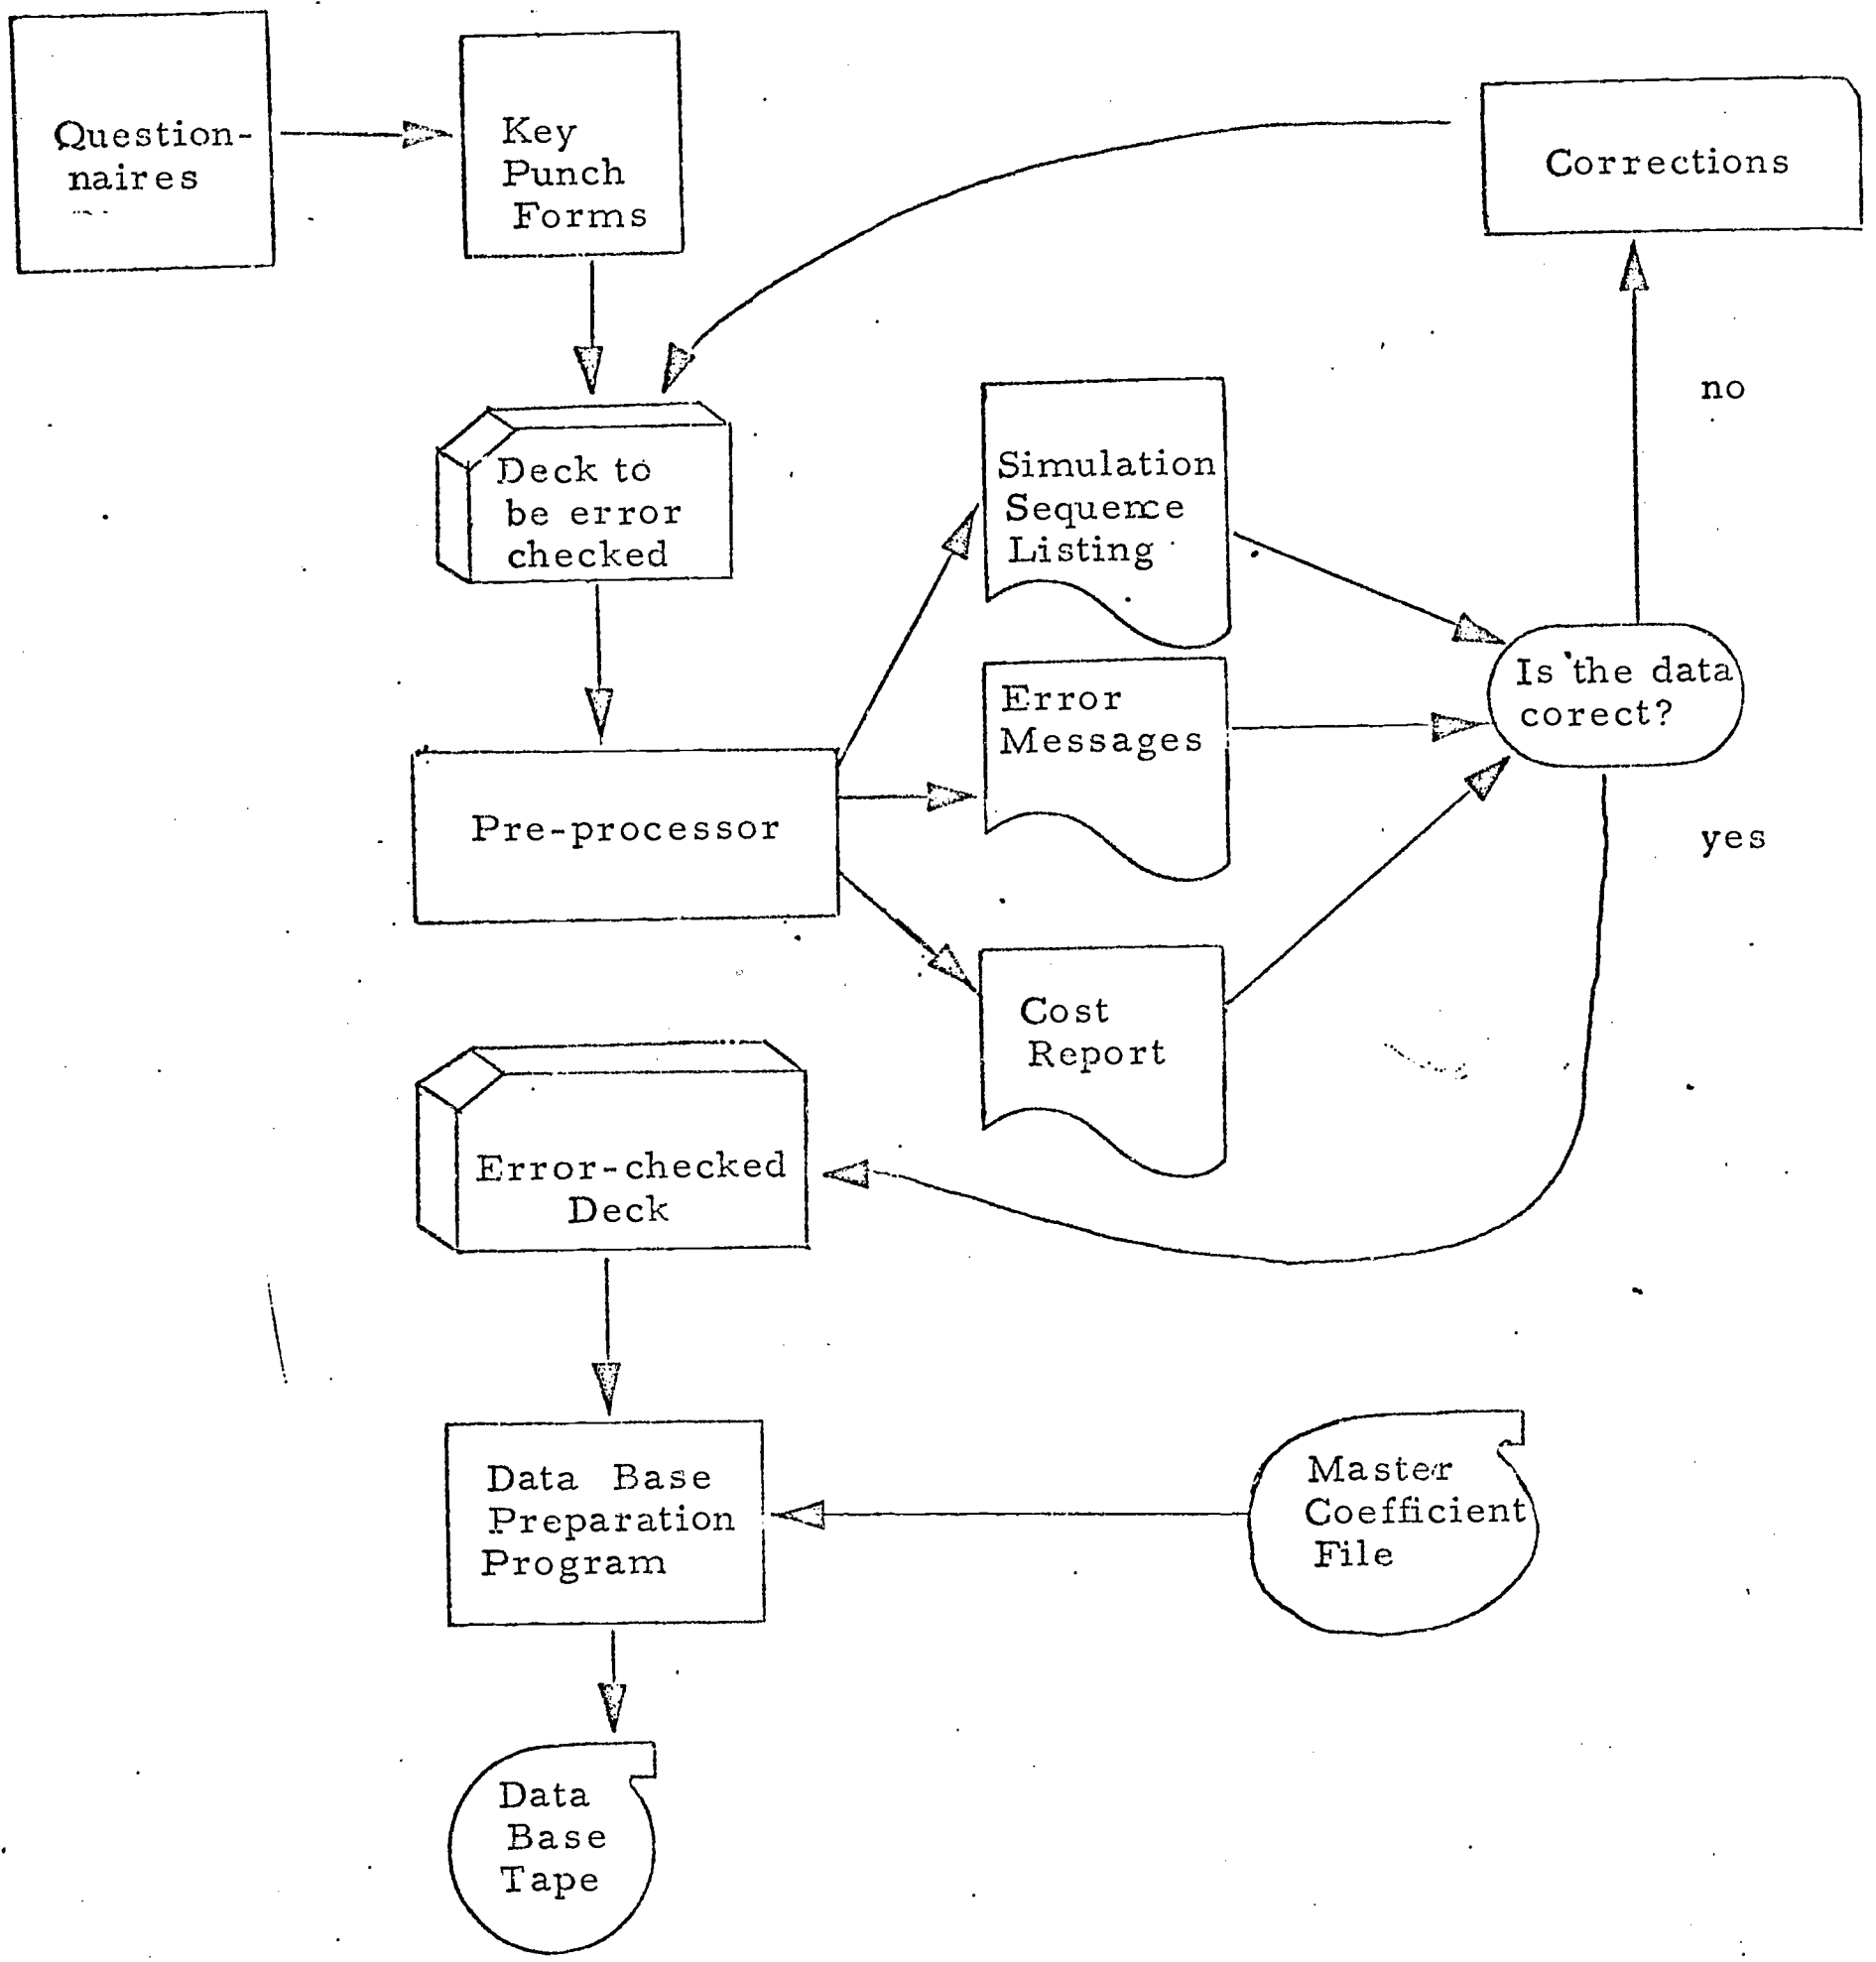 Question-
naires
Key
Punch
Forms
Corrections
Deck to
be error
checked
Simulation
Sequence
Listing
no
Error
Messages
Is the data
corect?
Pre-processor
yes
Cost
Report
Error-checked
Deck
Data Base
Preparation
Program
Master
Coefficient
File
Data
Base
Tape